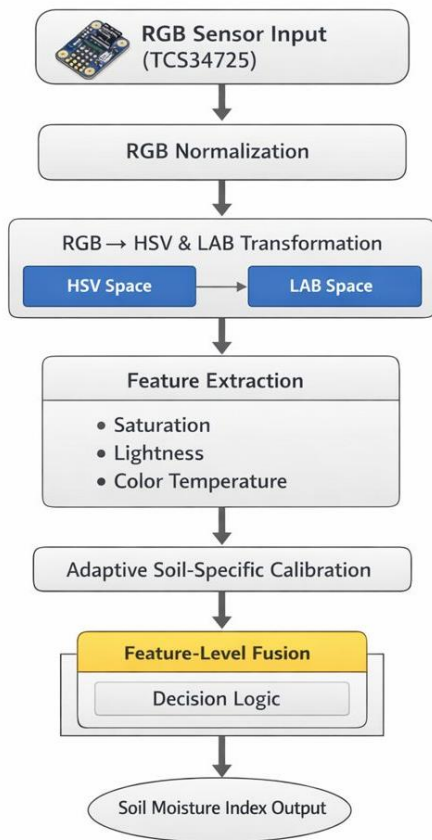 RGB Sensor Input
(TCS34725)
RGB Normalization
RGB → HSV & LAB Transformation
HSV Space
LAB Space
Feature Extraction
• Saturation
• Lightness
• Color Temperature
Adaptive Soil-Specific Calibration
Feature-Level Fusion
Decision Logic
Soil Moisture Index Output